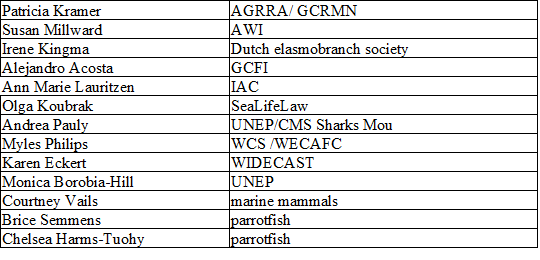 Patricia Kramer AGRRA/ GCRMN
Susan Millward AWI
Irene Kingma Dutch elasmobranch society
Alejandro Acosta GCFI
Ann Marie Lauritzen IAC
Olga Koubrak SeaLifeLaw
Andrea Pauly UNEP/CMS Sharks Mou
Myles Philips WCS /WECAFC
Karen Eckert WIDECAST
Monica Borobia-Hill UNEP
Courtney Vails marine mammals
Brice Semmens parrotfish
Chelsea Harms-Tuohy parrotfish